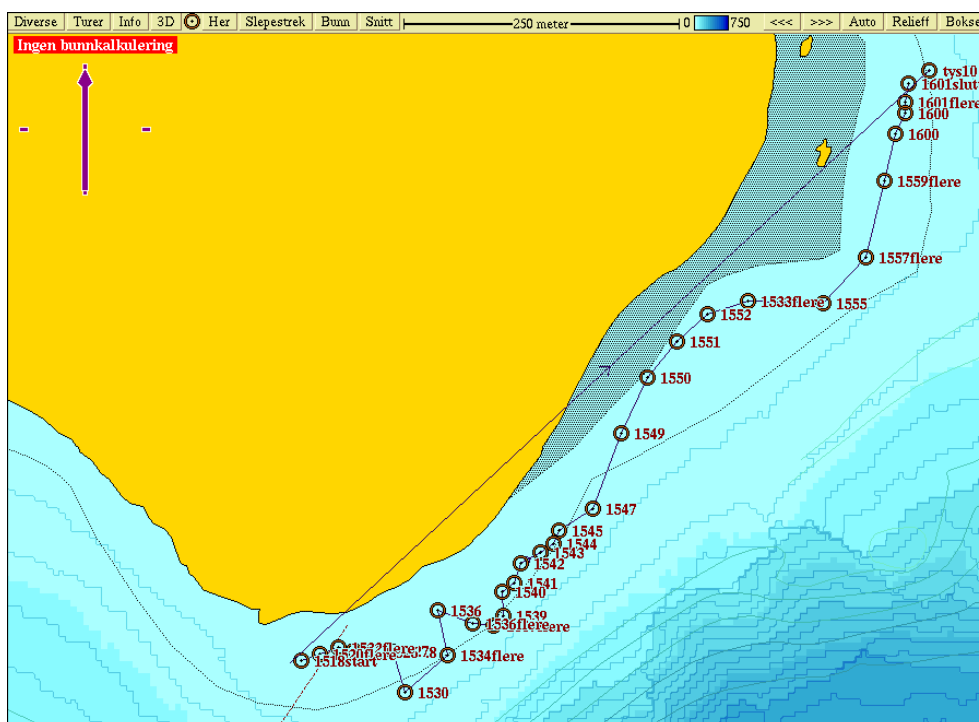 Diverse Turer Info 3D Her Slepestrek Bunn Snitt 250 meter 0 750 <<< >>> Auto Relieff Bokse
Ingen bunnkalkulering
tys10
1601slutt
1601flere
1600
1600
1559flere
1557flere
1533flere
1555
1552
1551
1550
1549
1547
1545
1544
1543
1542
1541
1540
1536
1539
1536flere
1534flere
1518start
1530